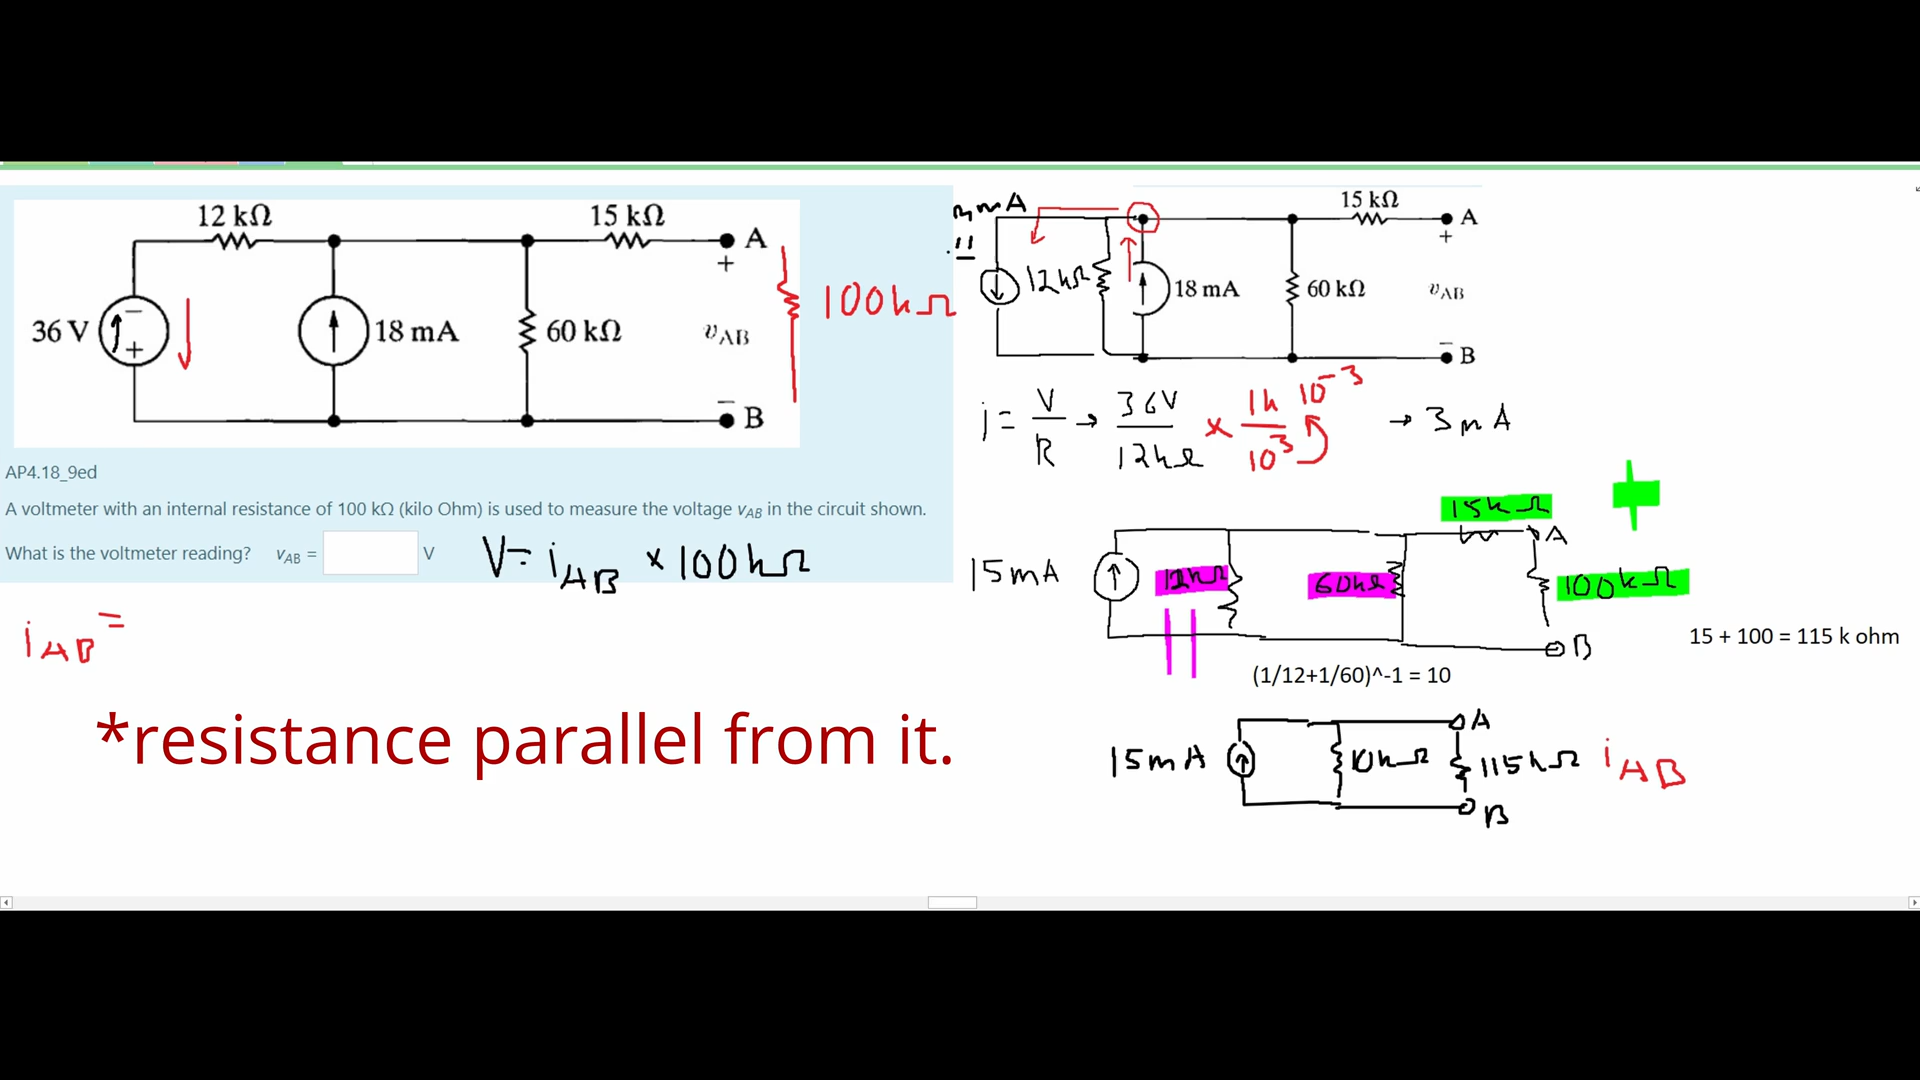 12 kΩ
15 kΩ
A
+
36 V
−
+
18 mA
60 kΩ
vAB
−
B
100kΩ
AP4.18_9ed
A voltmeter with an internal resistance of 100 kΩ (kilo Ohm) is used to measure the voltage vAB in the circuit shown.
What is the voltmeter reading? vAB = V
V = iAB × 100kΩ
iAB =
*resistance parallel from it.
3mA
12kΩ
18 mA
60 kΩ
15 kΩ
A
+
vAB
−
B
i = V/R → 36V/12kΩ × 1k/10^3 10^-3 → 3mA
15mA
12kΩ
60kΩ
15kΩ
A
100kΩ
B
15 + 100 = 115 k ohm
(1/12+1/60)^-1 = 10
15mA
10kΩ
A
115kΩ
iAB
B